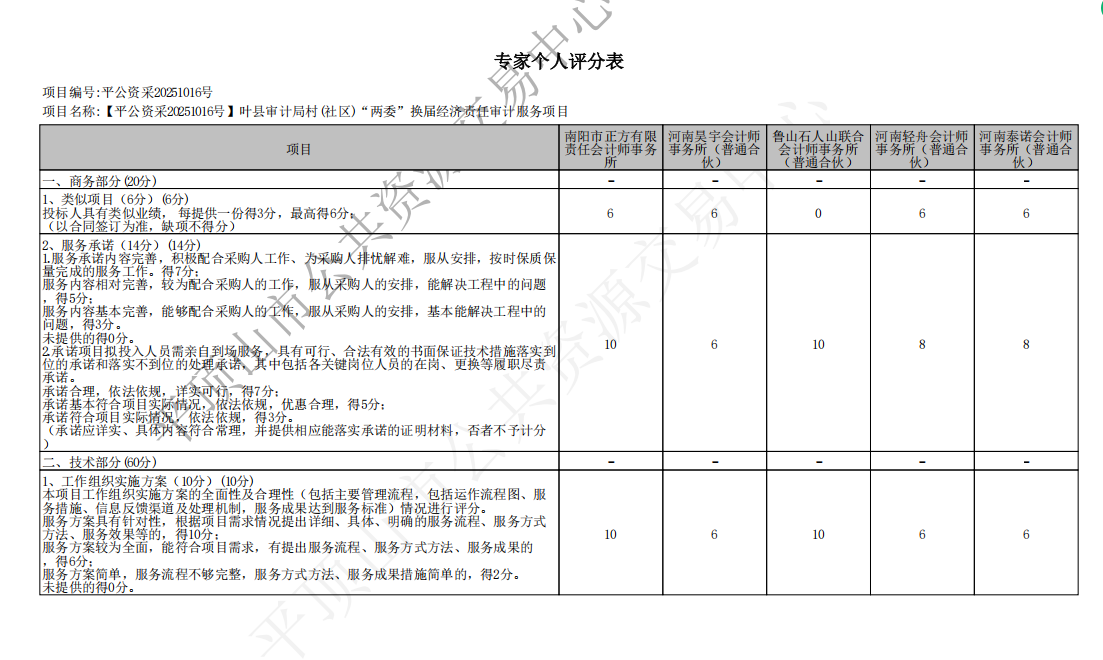 专家个人评分表
项目编号:平公资采20251016号
项目名称:【平公资采20251016号】叶县审计局村(社区)“两委”换届经济责任审计服务项目
项目
南阳市正方有限
责任会计师事务
所
河南昊宇会计师
事务所（普通合
伙）
鲁山石人山联合
会计师事务所
（普通合伙）
河南轻舟会计师
事务所（普通合
伙）
河南泰诺会计师
事务所（普通合
伙）
一、商务部分(20分)
－ － － － －
1、类似项目（6分）(6分)
投标人具有类似业绩， 每提供一份得3分，最高得6分;
（以合同签订为准，缺项不得分）
6 6 0 6 6
2、服务承诺（14分）(14分)
1.服务承诺内容完善，积极配合采购人工作、为采购人排忧解难，服从安排，按时保质保
量完成的服务工作。得7分;
服务内容相对完善，较为配合采购人的工作，服从采购人的安排，能解决工程中的问题
，得5分;
服务内容基本完善，能够配合采购人的工作，服从采购人的安排，基本能解决工程中的
问题，得3分。
未提供的得0分。
2.承诺项目拟投入人员需亲自到场服务，具有可行、合法有效的书面保证技术措施落实到
位的承诺和落实不到位的处理承诺，其中包括各关键岗位人员的在岗、更换等履职尽责
承诺。
承诺合理，依法依规，详实可行，得7分;
承诺基本符合项目实际情况，依法依规，优惠合理，得5分;
承诺符合项目实际情况，依法依规，得3分。
（承诺应详实、具体内容符合常理，并提供相应能落实承诺的证明材料，否者不予计分
）
10 6 10 8 8
二、技术部分(60分)
－ － － － －
1、工作组织实施方案（10分）(10分)
本项目工作组织实施方案的全面性及合理性（包括主要管理流程，包括运作流程图、服
务措施、信息反馈渠道及处理机制，服务成果达到服务标准）情况进行评分。
服务方案具有针对性，根据项目需求情况提出详细、具体、明确的服务流程、服务方式
方法、服务效果等的，得10分;
服务方案较为全面，能符合项目需求，有提出服务流程、服务方式方法、服务成果的
，得6分;
服务方案简单，服务流程不够完整，服务方式方法、服务成果措施简单的，得2分。
未提供的得0分。
10 6 10 6 6
平顶山市公共资源交易中心
平顶山市公共资源交易中心